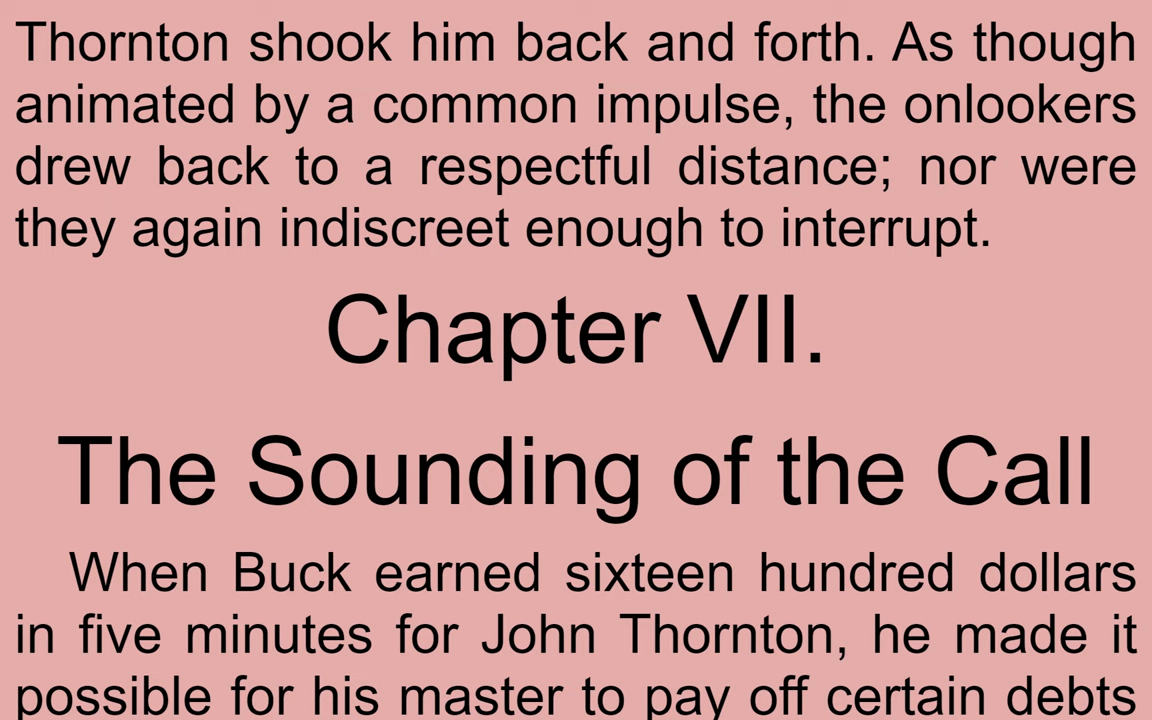 Thornton shook him back and forth. As though
animated by a common impulse, the onlookers
drew back to a respectful distance; nor were
they again indiscreet enough to interrupt.
Chapter VII.
The Sounding of the Call
When Buck earned sixteen hundred dollars
in five minutes for John Thornton, he made it
possible for his master to pay off certain debts